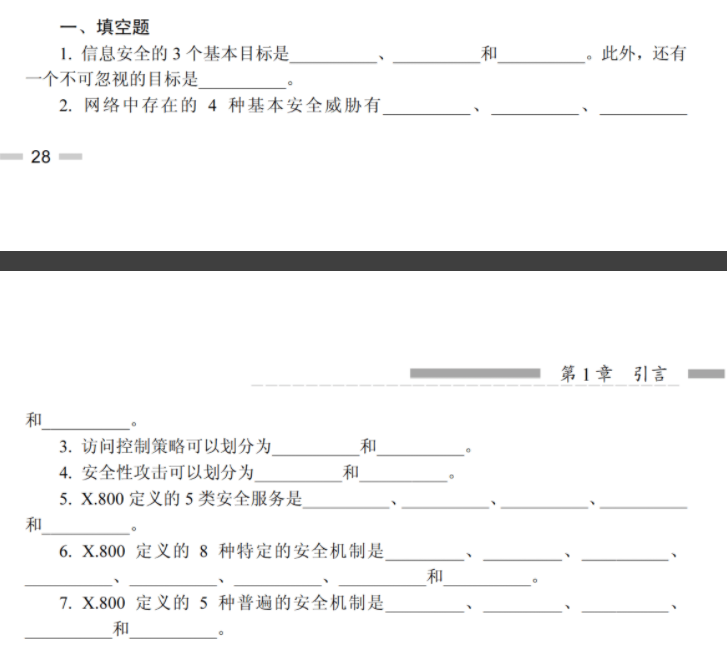 一、填空题
1. 信息安全的 3 个基本目标是__________、__________和__________。此外，还有
一个不可忽视的目标是__________。
2. 网络中存在的 4 种基本安全威胁有__________、__________、__________
28
第 1 章 引言
和__________。
3. 访问控制策略可以划分为__________和__________。
4. 安全性攻击可以划分为__________和__________。
5. X.800 定义的 5 类安全服务是__________、__________、__________、__________
和__________。
6. X.800 定义的 8 种特定的安全机制是__________、__________、__________、
__________、__________、__________、__________和__________。
7. X.800 定义的 5 种普遍的安全机制是__________、__________、__________、
__________和__________。